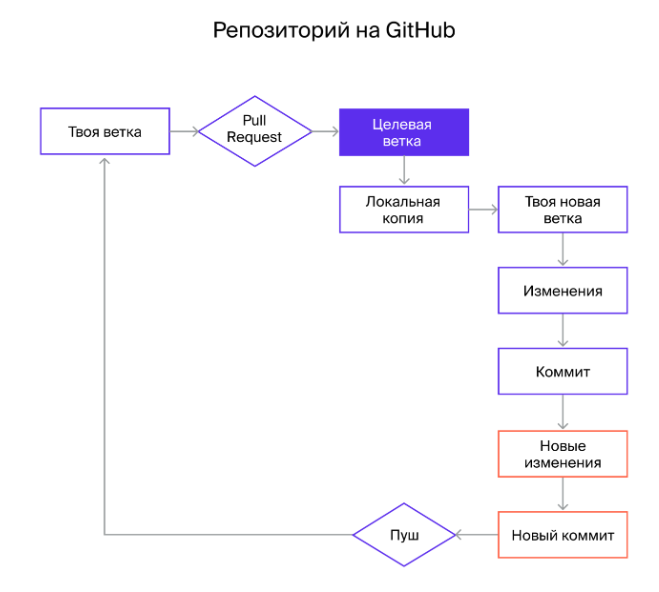 Репозиторий на GitHub
Твоя ветка
Pull
Request
Целевая
ветка
Локальная
копия
Твоя новая
ветка
Изменения
Коммит
Новые
изменения
Новый коммит
Пуш